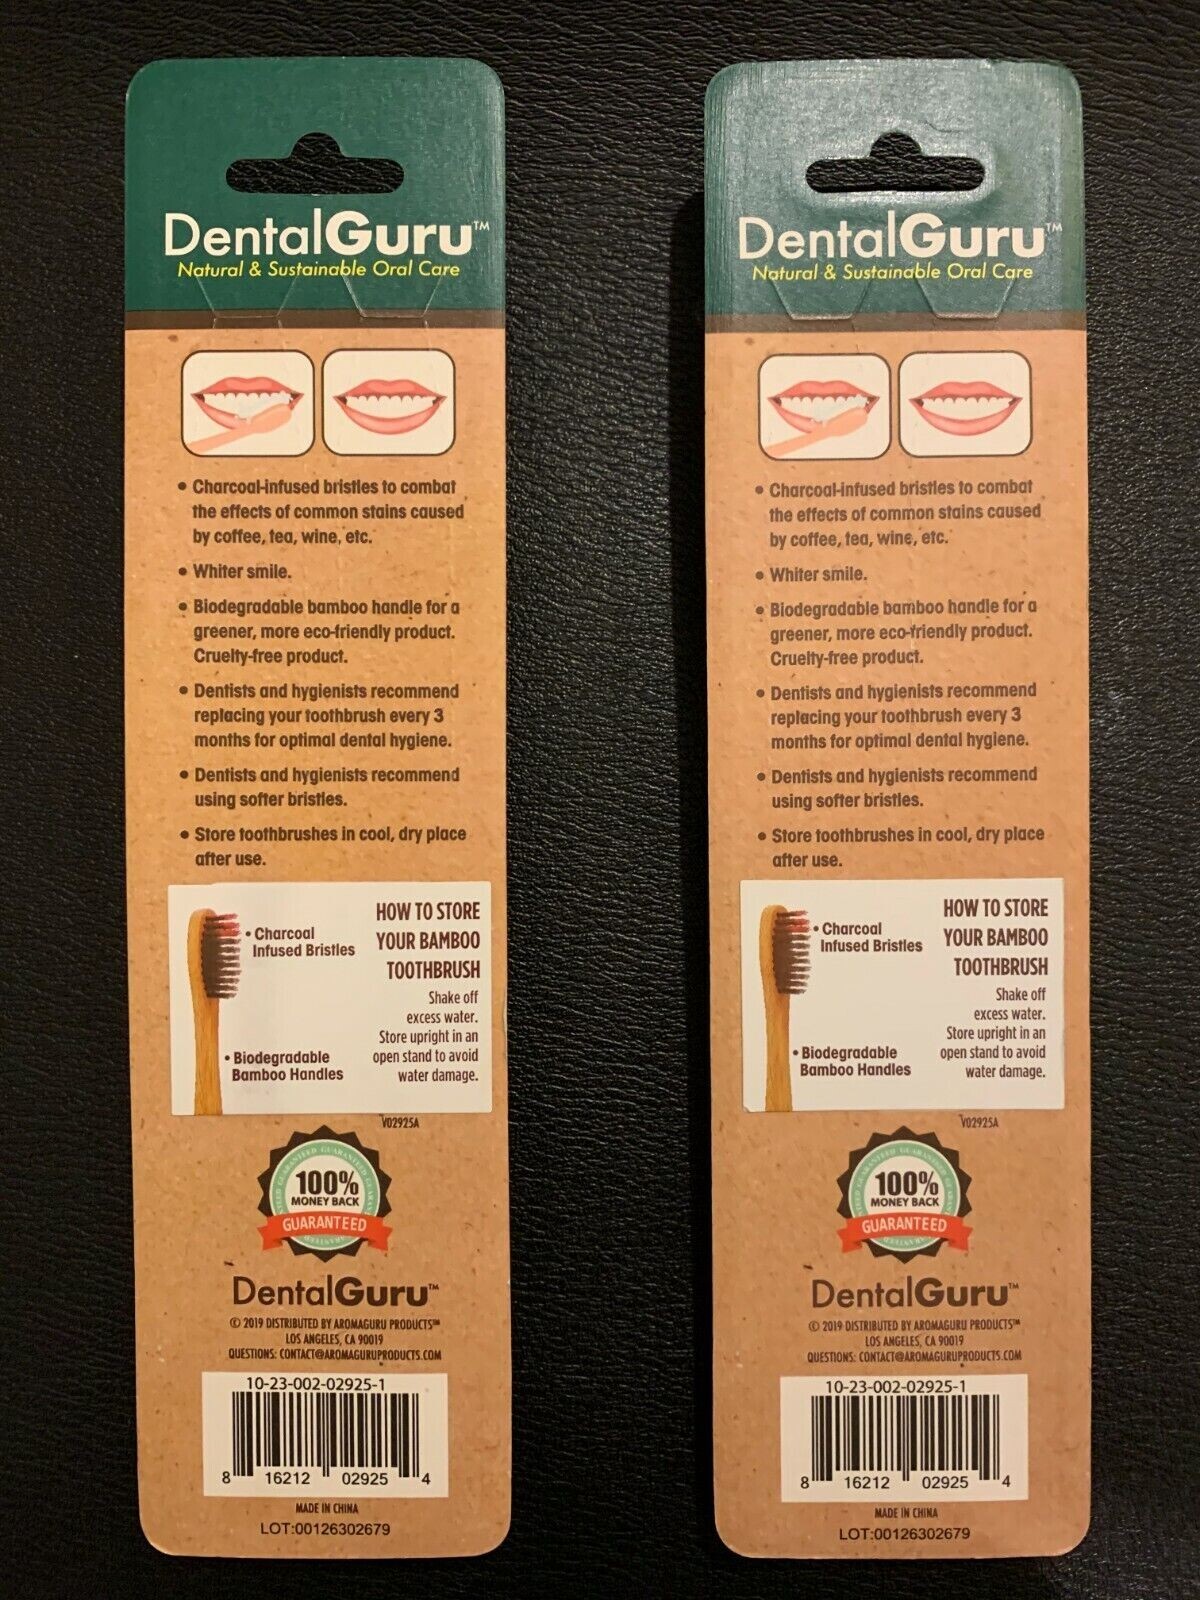 DentalGuru™
Natural & Sustainable Oral Care
• Charcoal-infused bristles to combat
the effects of common stains caused
by coffee, tea, wine, etc.
• Whiter smile.
• Biodegradable bamboo handle for a
greener, more eco-friendly product.
Cruelty-free product.
• Dentists and hygienists recommend
replacing your toothbrush every 3
months for optimal dental hygiene.
• Dentists and hygienists recommend
using softer bristles.
• Store toothbrushes in cool, dry place
after use.
• Charcoal
Infused Bristles
• Biodegradable
Bamboo Handles
HOW TO STORE
YOUR BAMBOO
TOOTHBRUSH
Shake off
excess water.
Store upright in an
open stand to avoid
water damage.
V02925A
100%
MONEY BACK
GUARANTEED
DentalGuru™
© 2019 DISTRIBUTED BY AROMAGURU PRODUCTS™
LOS ANGELES, CA 90019
QUESTIONS: CONTACT@AROMAGURUPRODUCTS.COM
10-23-002-02925-1
8 16212 02925 4
MADE IN CHINA
LOT:00126302679
DentalGuru™
Natural & Sustainable Oral Care
• Charcoal-infused bristles to combat
the effects of common stains caused
by coffee, tea, wine, etc.
• Whiter smile.
• Biodegradable bamboo handle for a
greener, more eco-friendly product.
Cruelty-free product.
• Dentists and hygienists recommend
replacing your toothbrush every 3
months for optimal dental hygiene.
• Dentists and hygienists recommend
using softer bristles.
• Store toothbrushes in cool, dry place
after use.
• Charcoal
Infused Bristles
• Biodegradable
Bamboo Handles
HOW TO STORE
YOUR BAMBOO
TOOTHBRUSH
Shake off
excess water.
Store upright in an
open stand to avoid
water damage.
V02925A
100%
MONEY BACK
GUARANTEED
DentalGuru™
© 2019 DISTRIBUTED BY AROMAGURU PRODUCTS™
LOS ANGELES, CA 90019
QUESTIONS: CONTACT@AROMAGURUPRODUCTS.COM
10-23-002-02925-1
8 16212 02925 4
MADE IN CHINA
LOT:00126302679